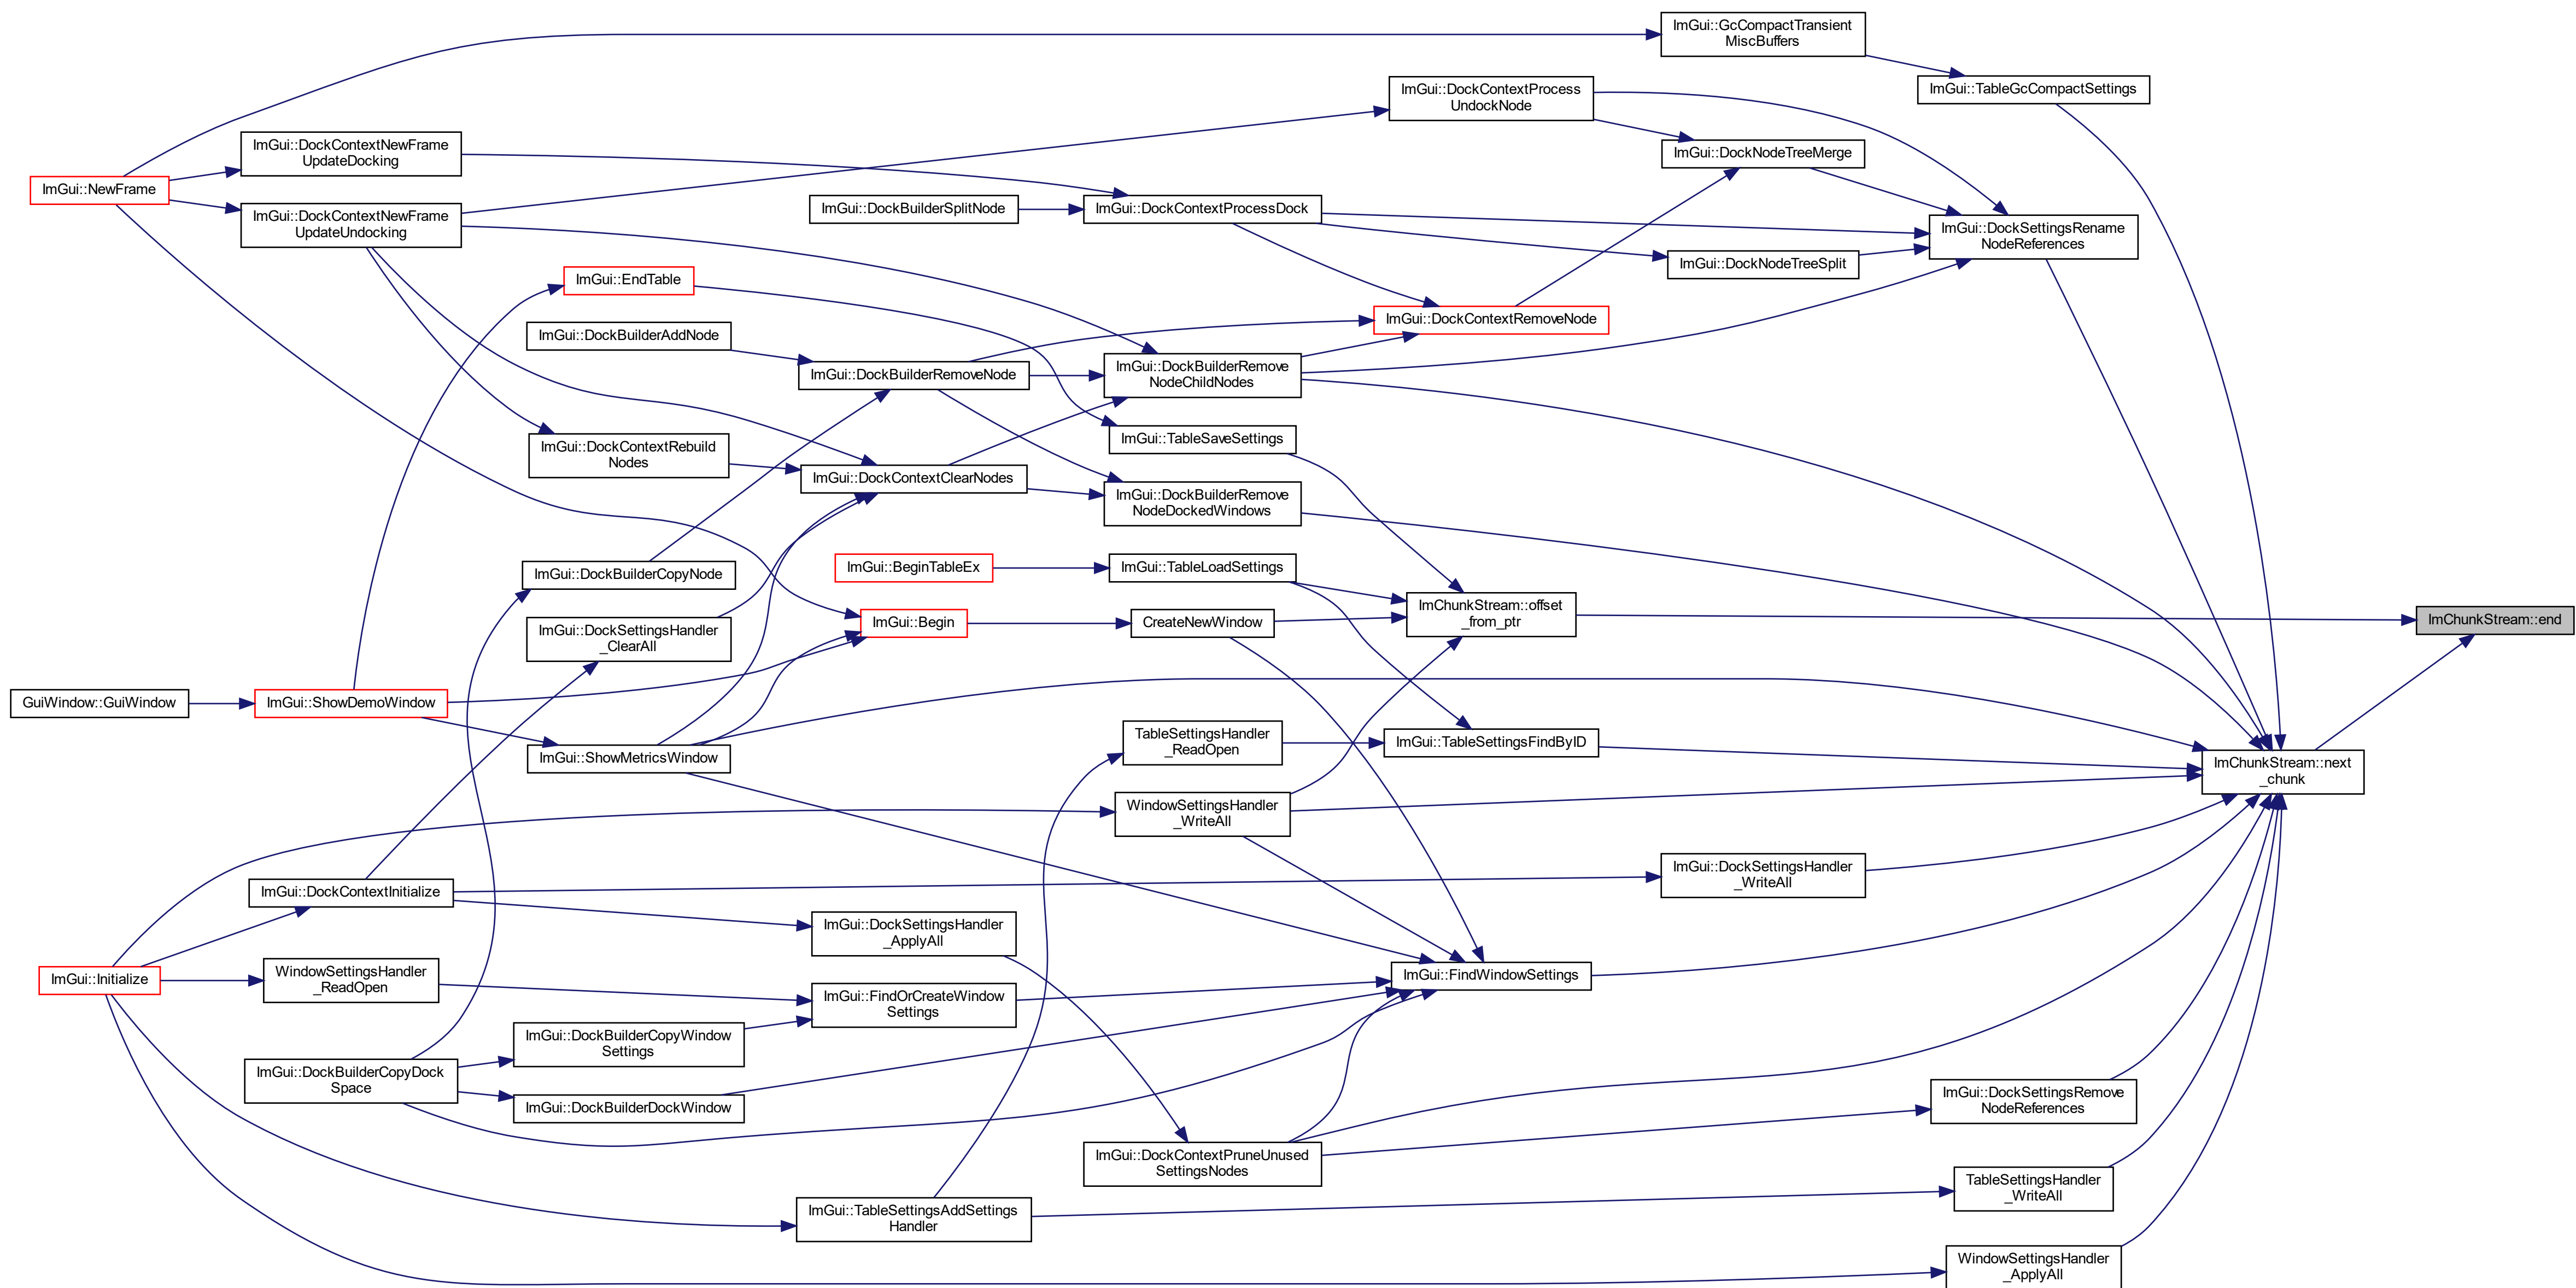 ImGui::GcCompactTransient
MiscBuffers
ImGui::TableGcCompactSettings
ImGui::DockContextProcess
UndockNode
ImGui::DockContextNewFrame
UpdateDocking
ImGui::DockNodeTreeMerge
ImGui::NewFrame
ImGui::DockContextNewFrame
UpdateUndocking
ImGui::DockBuilderSplitNode
ImGui::DockContextProcessDock
ImGui::DockSettingsRename
NodeReferences
ImGui::DockNodeTreeSplit
ImGui::EndTable
ImGui::DockContextRemoveNode
ImGui::DockBuilderAddNode
ImGui::DockBuilderRemoveNode
ImGui::DockBuilderRemove
NodeChildNodes
ImGui::TableSaveSettings
ImGui::DockContextRebuild
Nodes
ImGui::DockContextClearNodes
ImGui::DockBuilderRemove
NodeDockedWindows
ImGui::DockBuilderCopyNode
ImGui::BeginTableEx
ImGui::TableLoadSettings
ImGui::DockSettingsHandler
_ClearAll
ImGui::Begin
CreateNewWindow
ImChunkStream::offset
_from_ptr
ImChunkStream::end
GuiWindow::GuiWindow
ImGui::ShowDemoWindow
ImGui::ShowMetricsWindow
TableSettingsHandler
_ReadOpen
ImGui::TableSettingsFindByID
ImChunkStream::next
_chunk
WindowSettingsHandler
_WriteAll
ImGui::DockContextInitialize
ImGui::DockSettingsHandler
_WriteAll
ImGui::DockSettingsHandler
_ApplyAll
ImGui::Initialize
WindowSettingsHandler
_ReadOpen
ImGui::FindOrCreateWindow
Settings
ImGui::FindWindowSettings
ImGui::DockBuilderCopyWindow
Settings
ImGui::DockBuilderCopyDock
Space
ImGui::DockBuilderDockWindow
ImGui::DockSettingsRemove
NodeReferences
ImGui::DockContextPruneUnused
SettingsNodes
TableSettingsHandler
_WriteAll
ImGui::TableSettingsAddSettings
Handler
WindowSettingsHandler
_ApplyAll